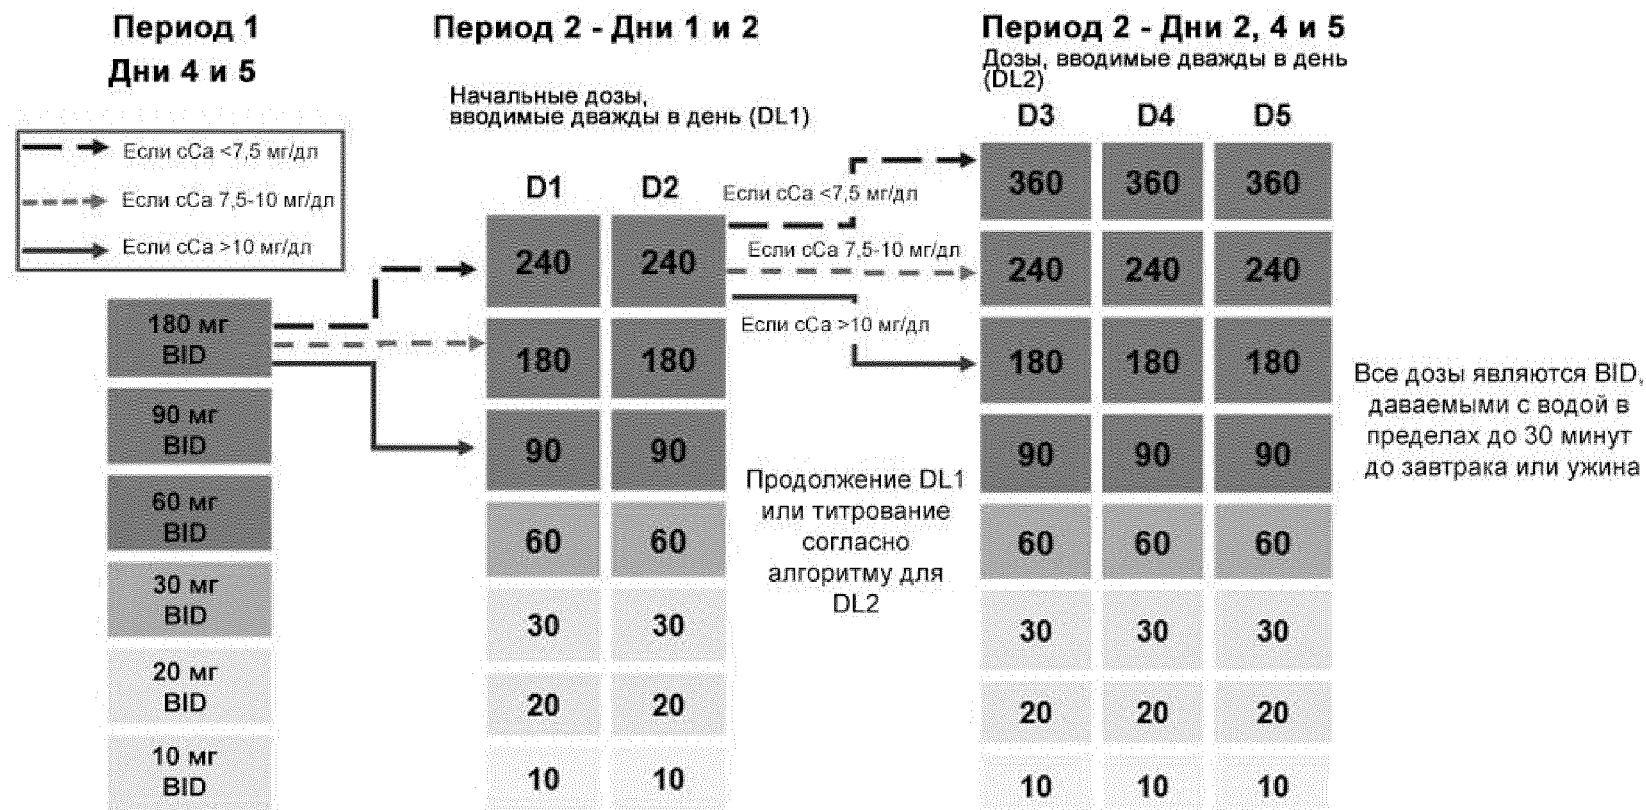 Период 1
Дни 4 и 5
Если cCa <7,5 мг/дл
Если cCa 7,5-10 мг/дл
Если cCa >10 мг/дл
180 мг
BID
90 мг
BID
60 мг
BID
30 мг
BID
20 мг
BID
10 мг
BID
Период 2 - Дни 1 и 2
Начальные дозы,
вводимые дважды в день (DL1)
D1 D2
240 240
180 180
90 90
60 60
30 30
20 20
10 10
Если cCa <7,5 мг/дл
Если cCa 7,5-10 мг/дл
Если cCa >10 мг/дл
Продолжение DL1
или титрование
согласно
алгоритму для
DL2
Период 2 - Дни 2, 4 и 5
Дозы, вводимые дважды в день
(DL2)
D3 D4 D5
360 360 360
240 240 240
180 180 180
90 90 90
60 60 60
30 30 30
20 20 20
10 10 10
Все дозы являются BID,
даваемыми с водой в
пределах до 30 минут
до завтрака или ужина